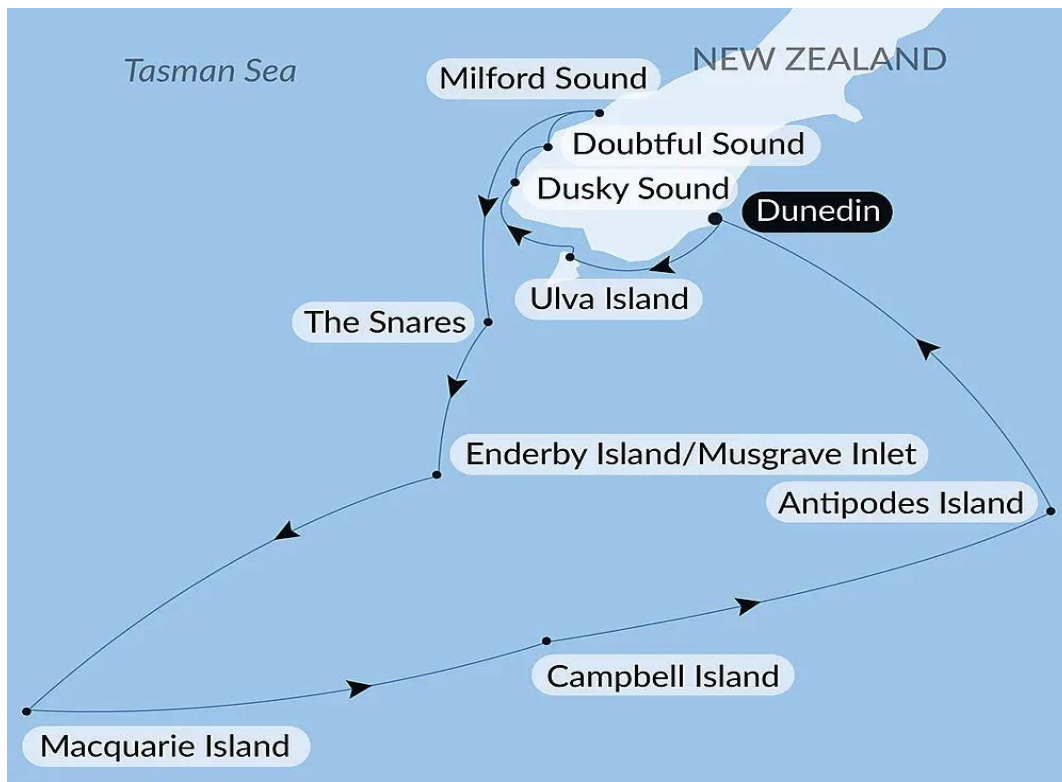 Tasman Sea
NEW ZEALAND
Milford Sound
Doubtful Sound
Dusky Sound
Dunedin
Ulva Island
The Snares
Enderby Island/Musgrave Inlet
Antipodes Island
Campbell Island
Macquarie Island